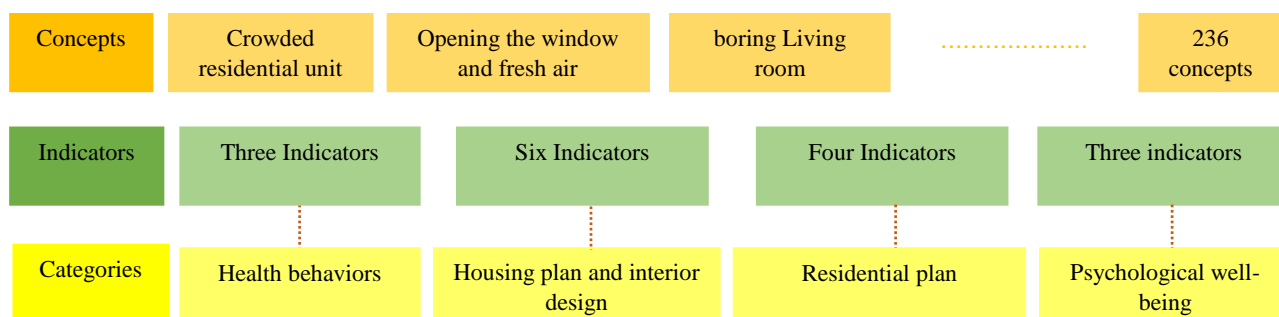 Concepts
Crowded
residential unit
Opening the window
and fresh air
boring Living
room
....................
236
concepts
Indicators
Three Indicators
Six Indicators
Four Indicators
Three indicators
Categories
Health behaviors
Housing plan and interior
design
Residential plan
Psychological well-
being